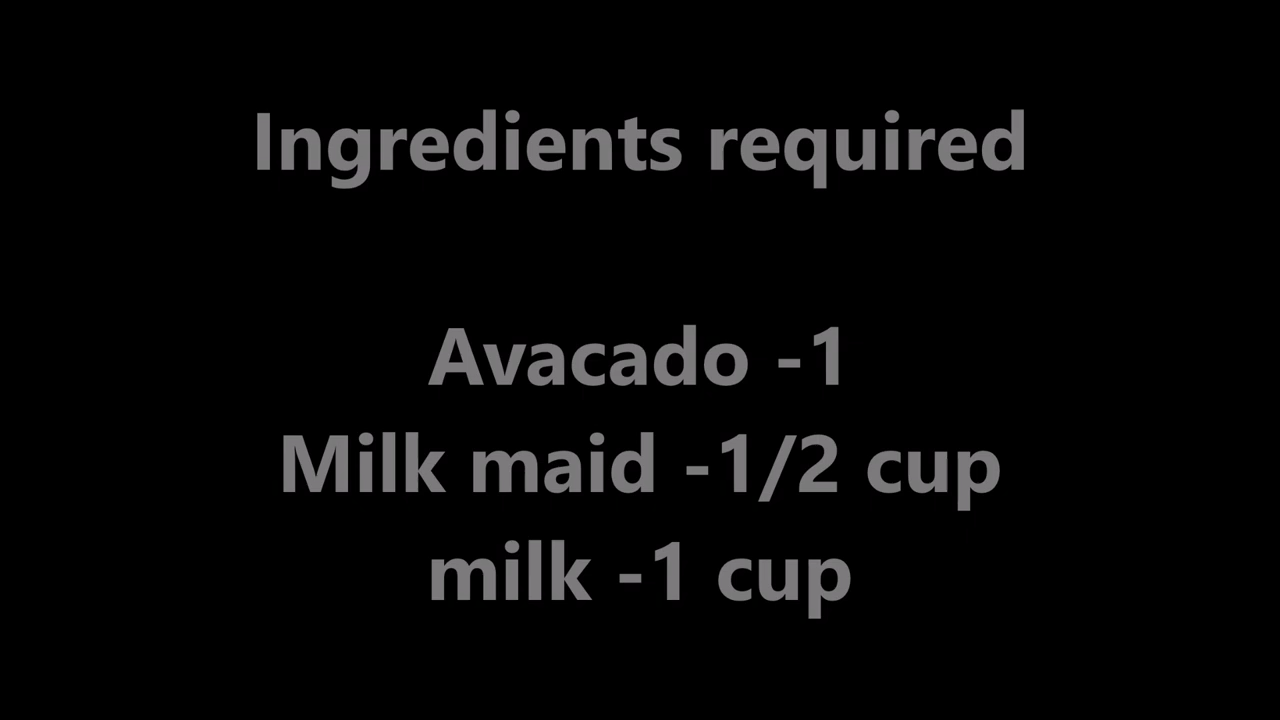 Ingredients required
Avacado -1
Milk maid -1/2 cup
milk -1 cup